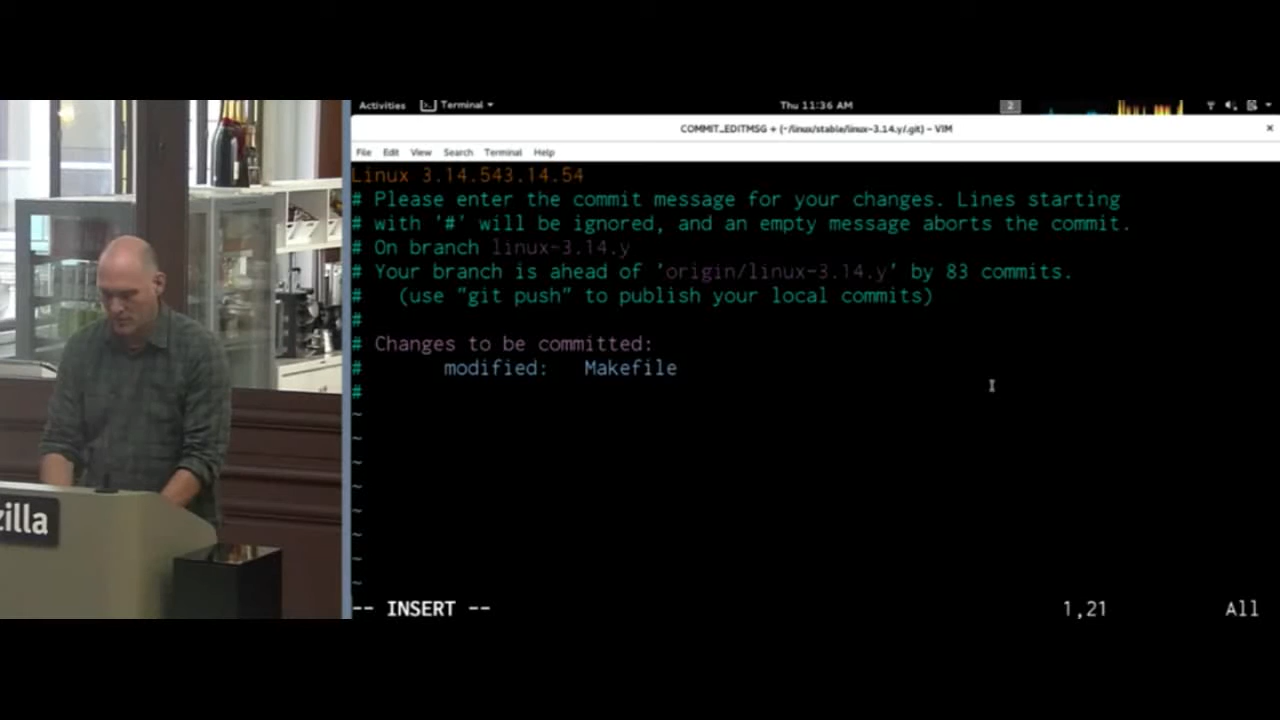 Activities Terminal Thu 11:36 AM 2
COMMIT_EDITMSG + (~/linux/stable/linux-3.14.y/.git) - VIM
File Edit View Search Terminal Help
Linux 3.14.543.14.54
# Please enter the commit message for your changes. Lines starting
# with '#' will be ignored, and an empty message aborts the commit.
# On branch linux-3.14.y
# Your branch is ahead of 'origin/linux-3.14.y' by 83 commits.
#   (use "git push" to publish your local commits)
#
# Changes to be committed:
#       modified:   Makefile
#
~
~
~
~
~
~
~
~
-- INSERT -- 1,21 All
zilla